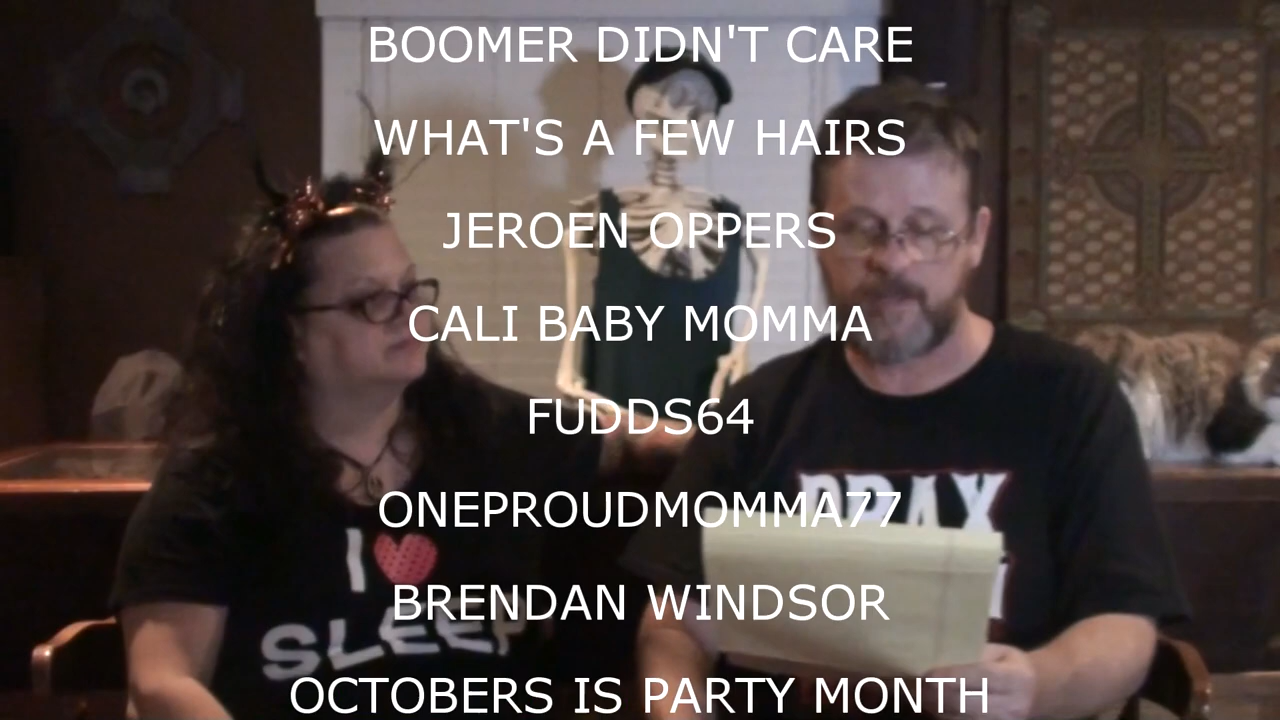 BOOMER DIDN'T CARE
WHAT'S A FEW HAIRS
JEROEN OPPERS
CALI BABY MOMMA
FUDDS64
ONEPROUDMOMMA77
BRENDAN WINDSOR
OCTOBERS IS PARTY MONTH
I
SLEEP